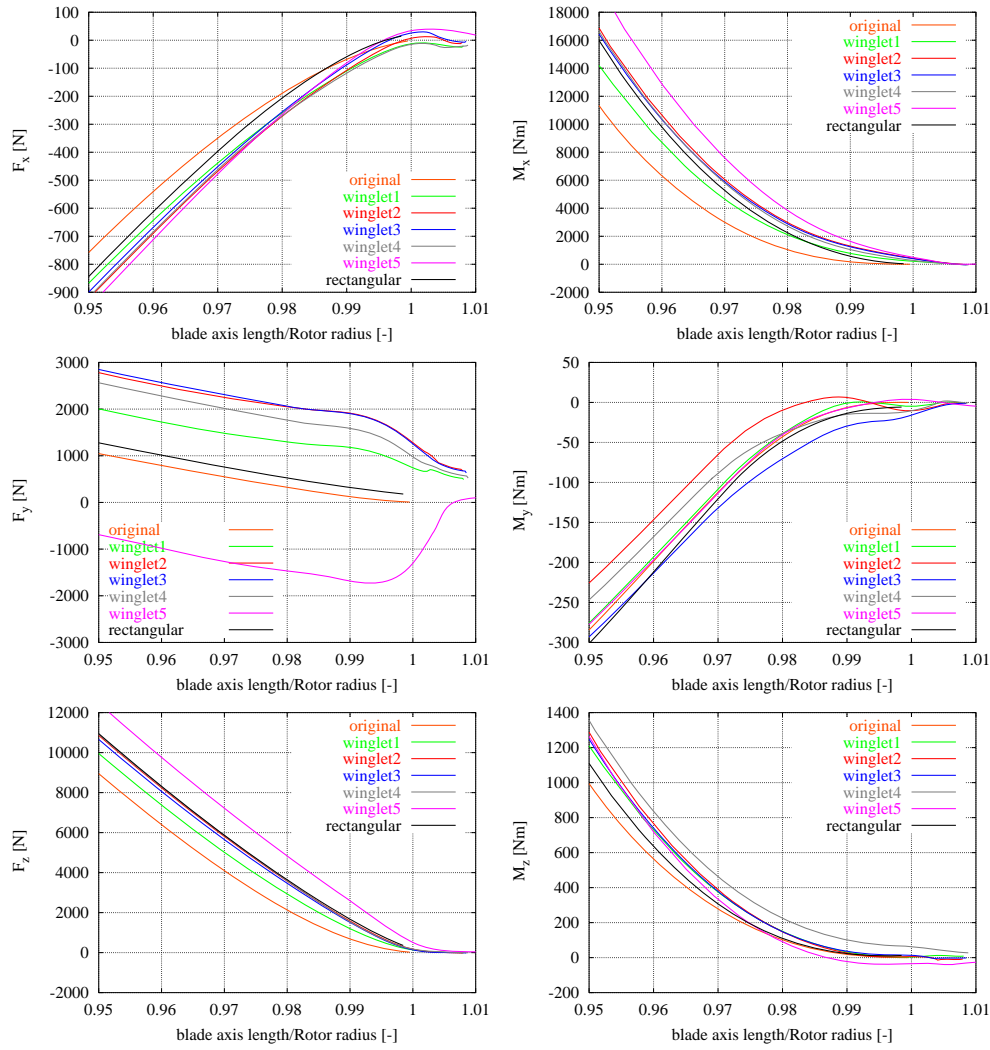 F_x [N]
100
0
-100
-200
-300
-400
-500
-600
-700
-800
-900
0.95 0.96 0.97 0.98 0.99 1 1.01
blade axis length/Rotor radius [-]
original
winglet1
winglet2
winglet3
winglet4
winglet5
rectangular
M_x [Nm]
18000
16000
14000
12000
10000
8000
6000
4000
2000
0
-2000
0.95 0.96 0.97 0.98 0.99 1 1.01
blade axis length/Rotor radius [-]
original
winglet1
winglet2
winglet3
winglet4
winglet5
rectangular
F_y [N]
3000
2000
1000
0
-1000
-2000
-3000
0.95 0.96 0.97 0.98 0.99 1 1.01
blade axis length/Rotor radius [-]
original
winglet1
winglet2
winglet3
winglet4
winglet5
rectangular
M_y [Nm]
50
0
-50
-100
-150
-200
-250
-300
0.95 0.96 0.97 0.98 0.99 1 1.01
blade axis length/Rotor radius [-]
original
winglet1
winglet2
winglet3
winglet4
winglet5
rectangular
F_z [N]
12000
10000
8000
6000
4000
2000
0
-2000
0.95 0.96 0.97 0.98 0.99 1 1.01
blade axis length/Rotor radius [-]
original
winglet1
winglet2
winglet3
winglet4
winglet5
rectangular
M_z [Nm]
1400
1200
1000
800
600
400
200
0
-200
0.95 0.96 0.97 0.98 0.99 1 1.01
blade axis length/Rotor radius [-]
original
winglet1
winglet2
winglet3
winglet4
winglet5
rectangular